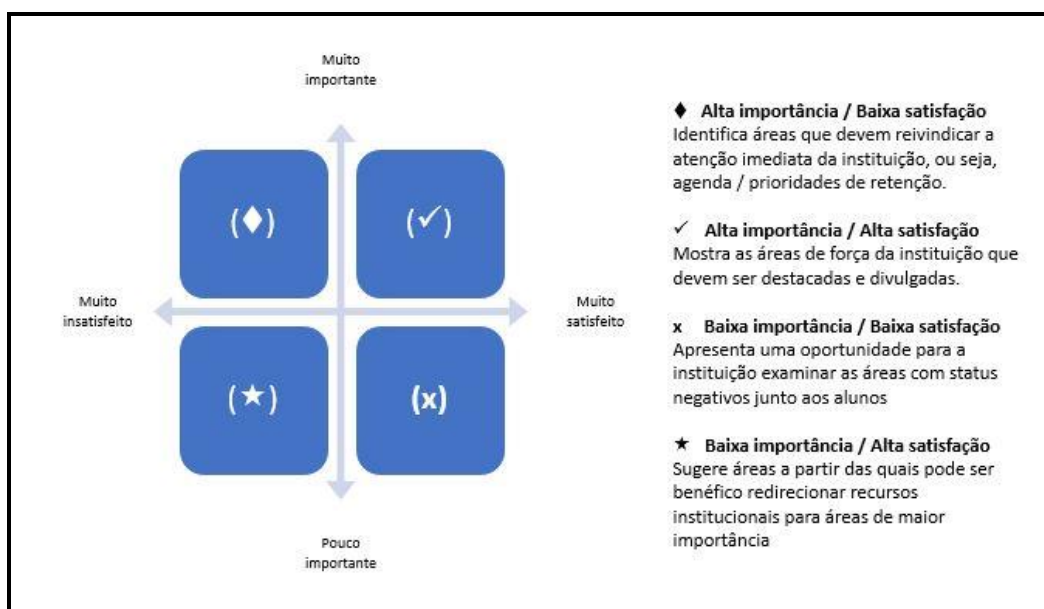 Muito
importante
(♦)
(✓)
Muito
insatisfeito
Muito
satisfeito
(★)
(x)
Pouco
importante
♦ Alta importância / Baixa satisfação
Identifica áreas que devem reivindicar a
atenção imediata da instituição, ou seja,
agenda / prioridades de retenção.
✓ Alta importância / Alta satisfação
Mostra as áreas de força da instituição que
devem ser destacadas e divulgadas.
x Baixa importância / Baixa satisfação
Apresenta uma oportunidade para a
instituição examinar as áreas com status
negativos junto aos alunos
★ Baixa importância / Alta satisfação
Sugere áreas a partir das quais pode ser
benéfico redirecionar recursos
institucionais para áreas de maior
importância